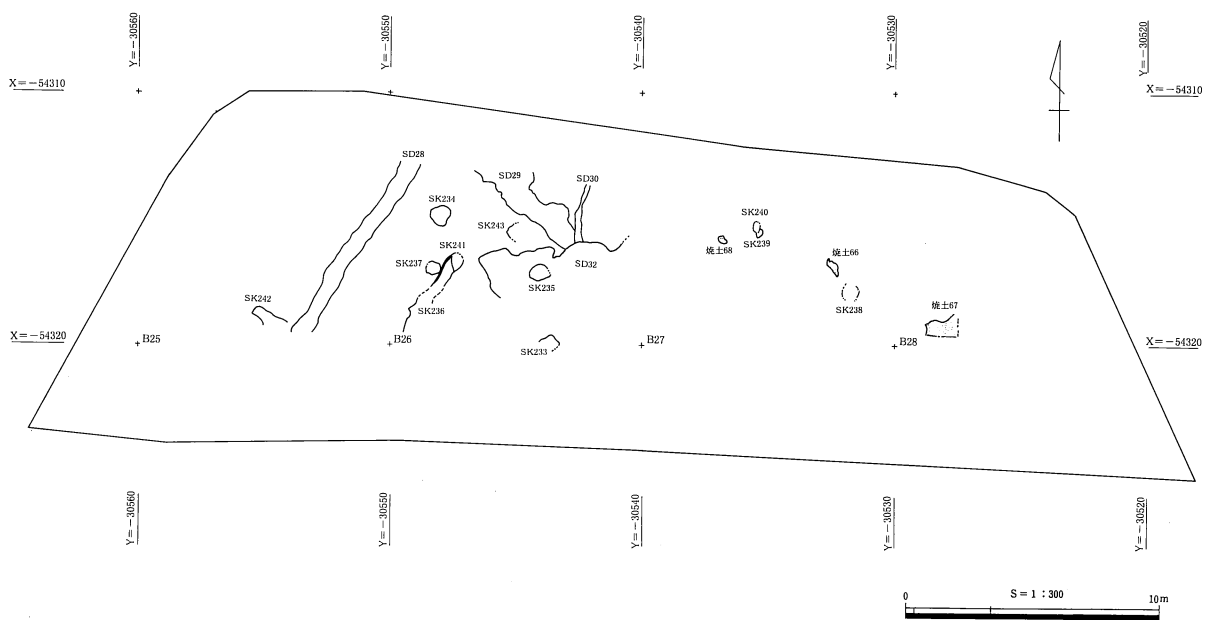 Y=-30560
Y=-30550
Y=-30540
Y=-30530
Y=-30520
X=-54310
X=-54310
SD28
SD29
SD30
SK234
SK240
SK243
SK239
焼土68
SK241
焼土66
SK237
SD32
SK235
SK242
SK236
SK238
焼土67
X=-54320
B25
B26
SK233
B27
B28
X=-54320
Y=-30560
Y=-30550
Y=-30540
Y=-30530
Y=-30520
0 S=1:300 10m